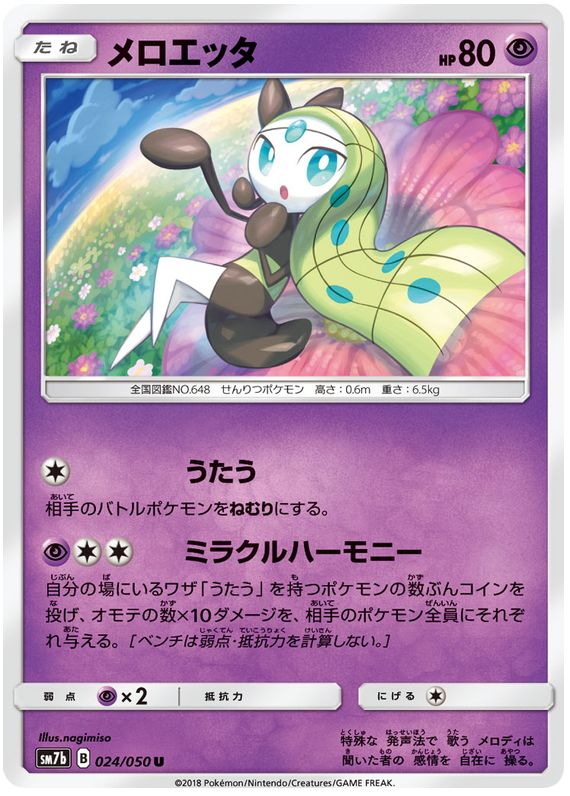 たね メロエッタ HP80
全国図鑑NO.648 せんりつポケモン 高さ:0.6m 重さ:6.5kg
うたう
相手のバトルポケモンをねむりにする。
ミラクルハーモニー
自分の場にいるワザ「うたう」を持つポケモンの数ぶんコインを
投げ、オモテの数×10ダメージを、相手のポケモン全員にそれぞ
れ与える。[ベンチは弱点・抵抗力を計算しない。]
弱点 ×2 抵抗力 にげる
Illus.nagimiso
sm7b B 024/050 U
特殊な 発声法で 歌う メロディは
聞いた者の 感情を 自在に 操る。
©2018 Pokémon/Nintendo/Creatures/GAME FREAK.